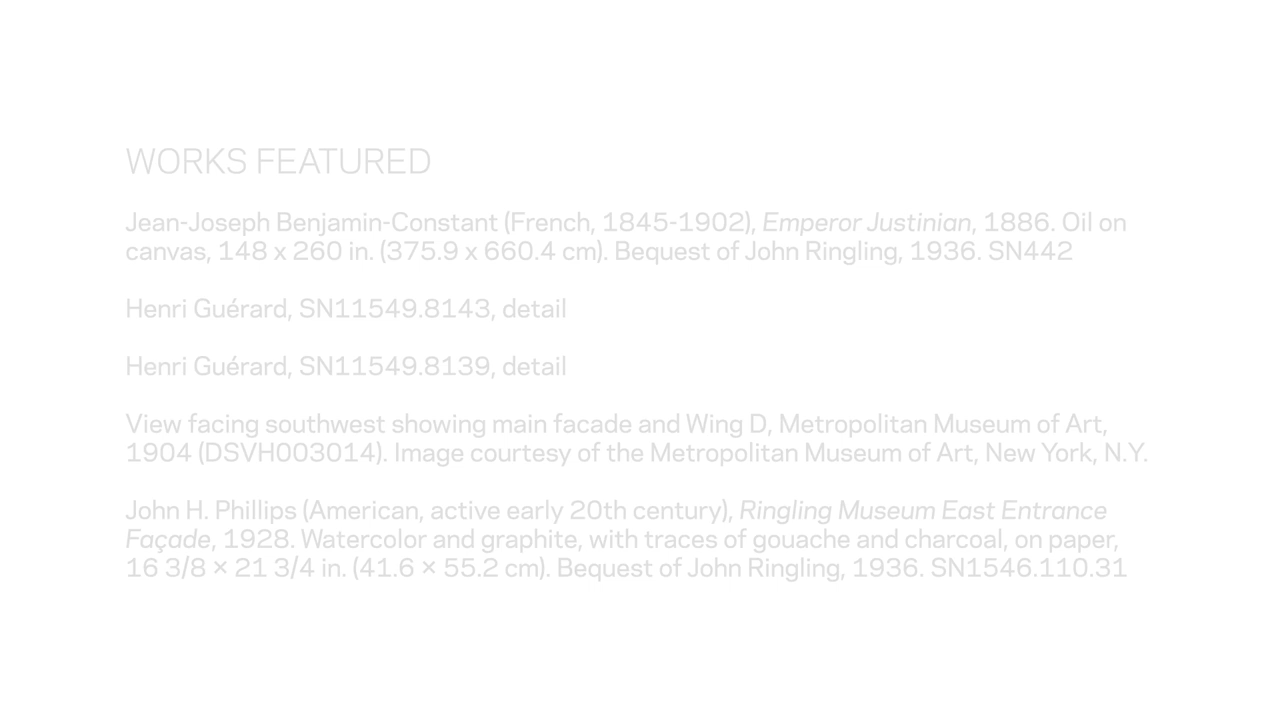 WORKS FEATURED
Jean-Joseph Benjamin-Constant (French, 1845-1902), Emperor Justinian, 1886. Oil on
canvas, 148 x 260 in. (375.9 x 660.4 cm). Bequest of John Ringling, 1936. SN442
Henri Guérard, SN11549.8143, detail
Henri Guérard, SN11549.8139, detail
View facing southwest showing main facade and Wing D, Metropolitan Museum of Art,
1904 (DSVH003014). Image courtesy of the Metropolitan Museum of Art, New York, N.Y.
John H. Phillips (American, active early 20th century), Ringling Museum East Entrance
Façade, 1928. Watercolor and graphite, with traces of gouache and charcoal, on paper,
16 3/8 × 21 3/4 in. (41.6 × 55.2 cm). Bequest of John Ringling, 1936. SN1546.110.31